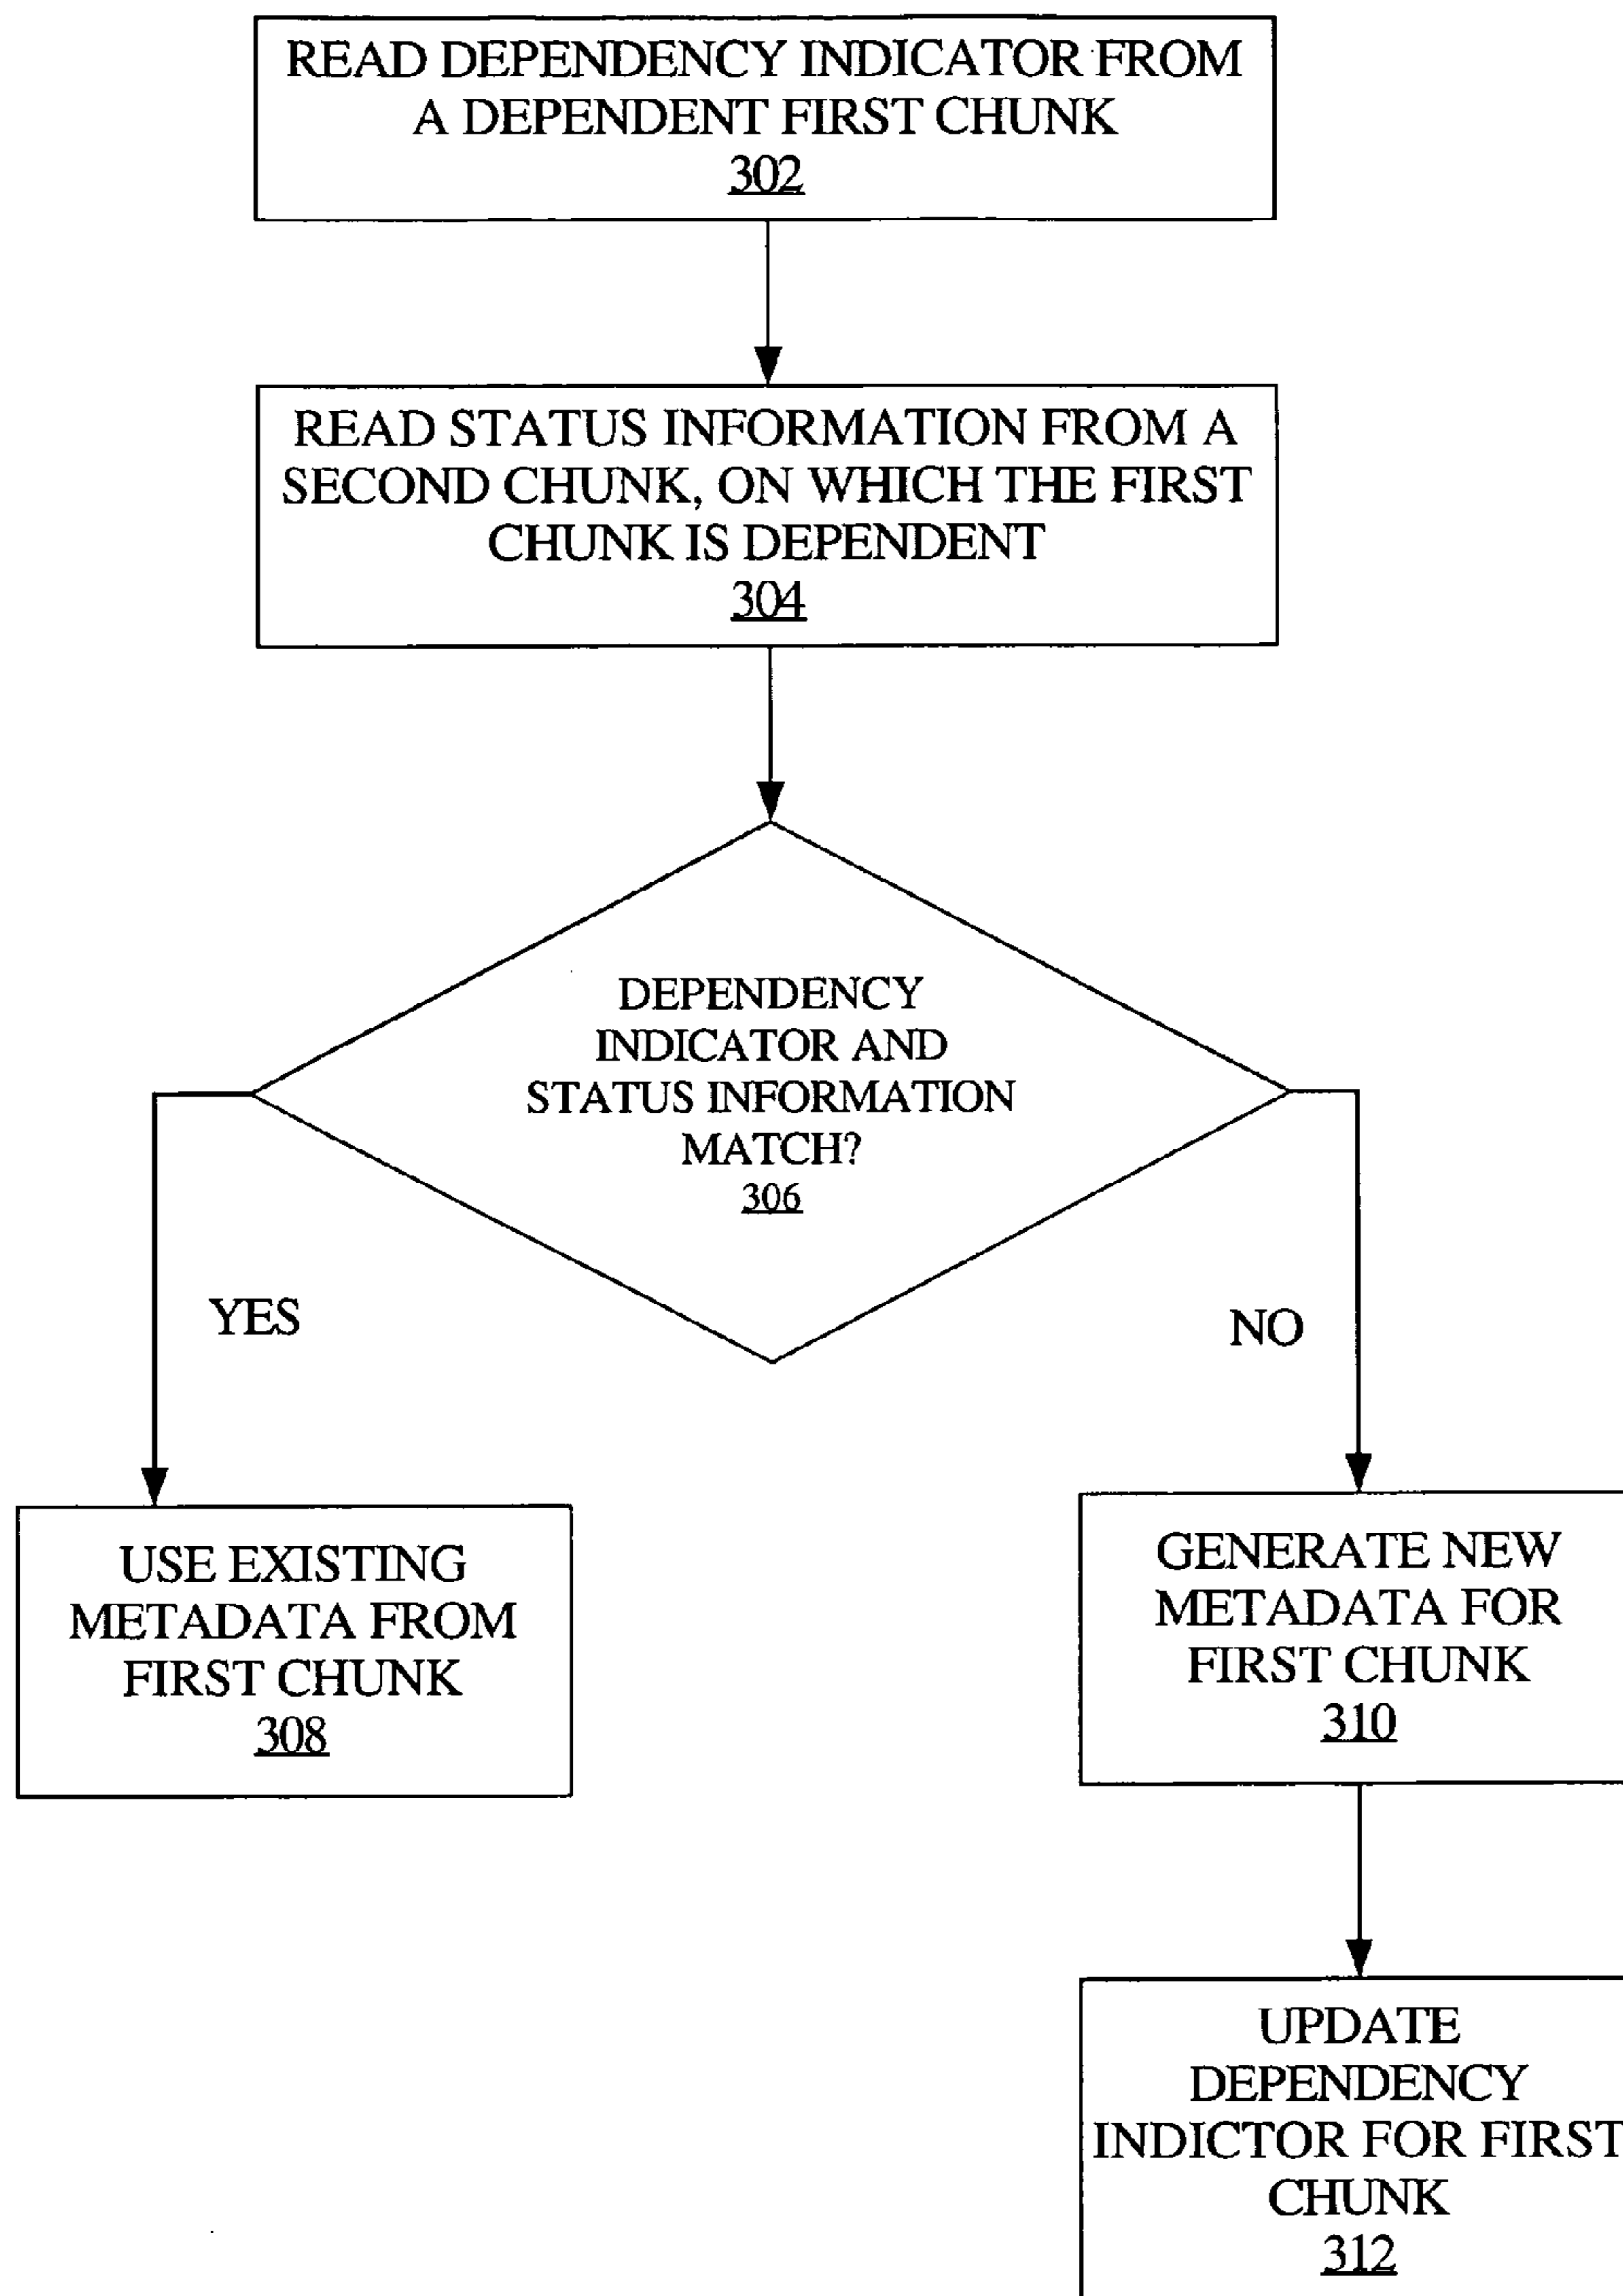 READ DEPENDENCY INDICATOR FROM
A DEPENDENT FIRST CHUNK
302
READ STATUS INFORMATION FROM A
SECOND CHUNK, ON WHICH THE FIRST
CHUNK IS DEPENDENT
304
DEPENDENCY
INDICATOR AND
STATUS INFORMATION
MATCH?
306
YES
NO
USE EXISTING
METADATA FROM
FIRST CHUNK
308
GENERATE NEW
METADATA FOR
FIRST CHUNK
310
UPDATE
DEPENDENCY
INDICTOR FOR FIRST
CHUNK
312